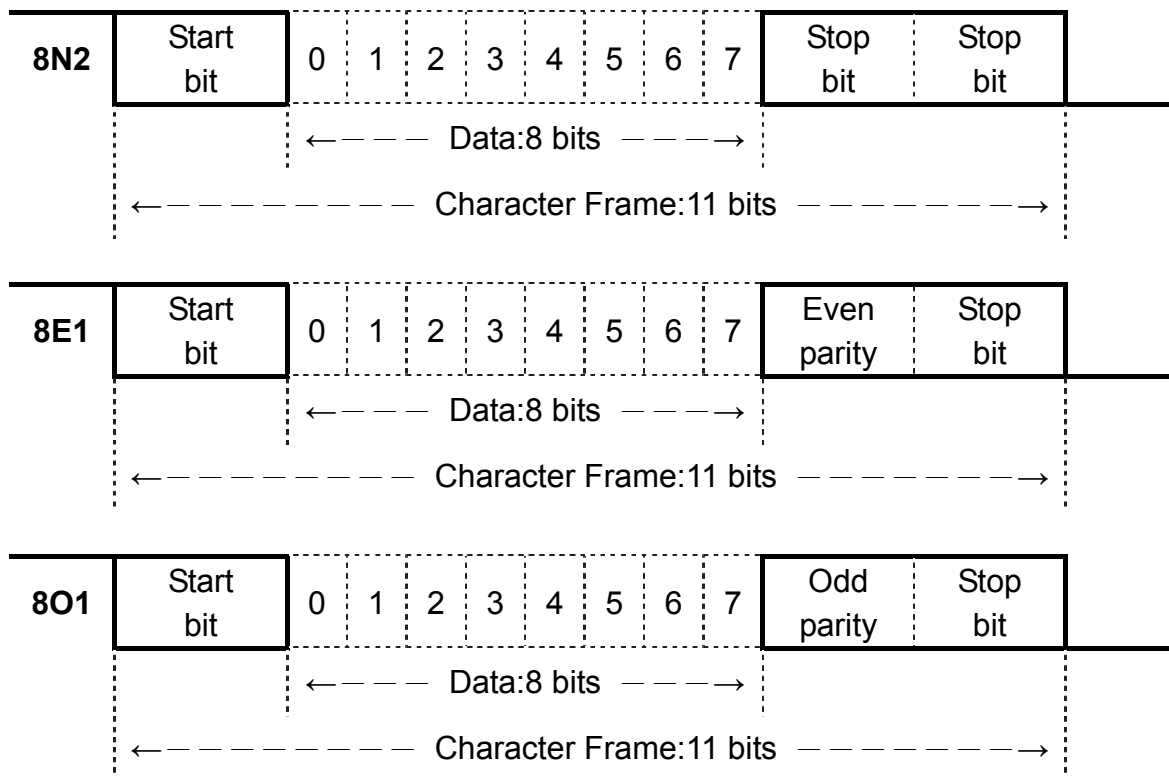 8N2 Start bit 0 1 2 3 4 5 6 7 Stop bit Stop bit
←――― Data:8 bits ―――→
←―――――――― Character Frame:11 bits ―――――――→
8E1 Start bit 0 1 2 3 4 5 6 7 Even parity Stop bit
←――― Data:8 bits ―――→
←―――――――― Character Frame:11 bits ―――――――→
8O1 Start bit 0 1 2 3 4 5 6 7 Odd parity Stop bit
←――― Data:8 bits ―――→
←―――――――― Character Frame:11 bits ―――――――→